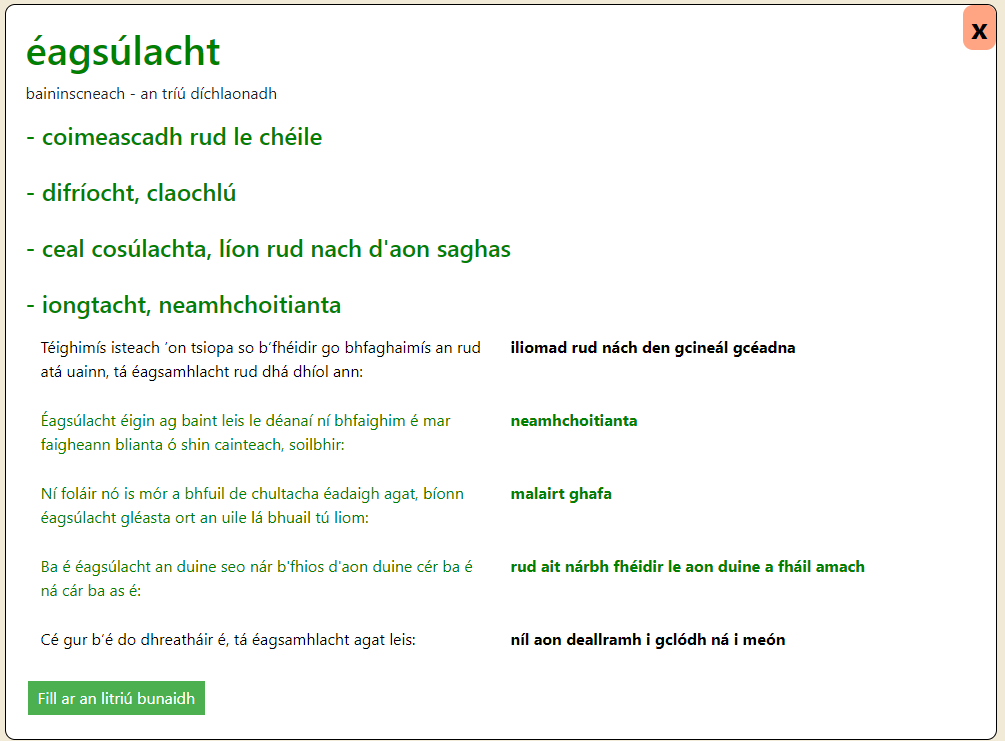 x
éagsúlacht
baininscneach - an tríú díchlaonadh
- coimeascadh rud le chéile
- difríocht, claochlú
- ceal cosúlachta, líon rud nach d'aon saghas
- iongtacht, neamhchoitianta
Téighimís isteach ’on tsiopa so b’fhéidir go bhfaghaimís an rud
atá uainn, tá éagsamhlacht rud dhá dhíol ann:
iliomad rud nách den gcineál gcéadna
Éagsúlacht éigin ag baint leis le déanaí ní bhfaighim é mar
faigheann blianta ó shin cainteach, soilbhir:
neamhchoitianta
Ní foláir nó is mór a bhfuil de chultacha éadaigh agat, bíonn
éagsúlacht gléasta ort an uile lá bhuail tú liom:
malairt ghafa
Ba é éagsúlacht an duine seo nár b'fhios d'aon duine cér ba é
ná cár ba as é:
rud ait nárbh fhéidir le aon duine a fháil amach
Cé gur b’é do dhreatháir é, tá éagsamhlacht agat leis:
níl aon deallramh i gclódh ná i meón
Fill ar an litriú bunaidh